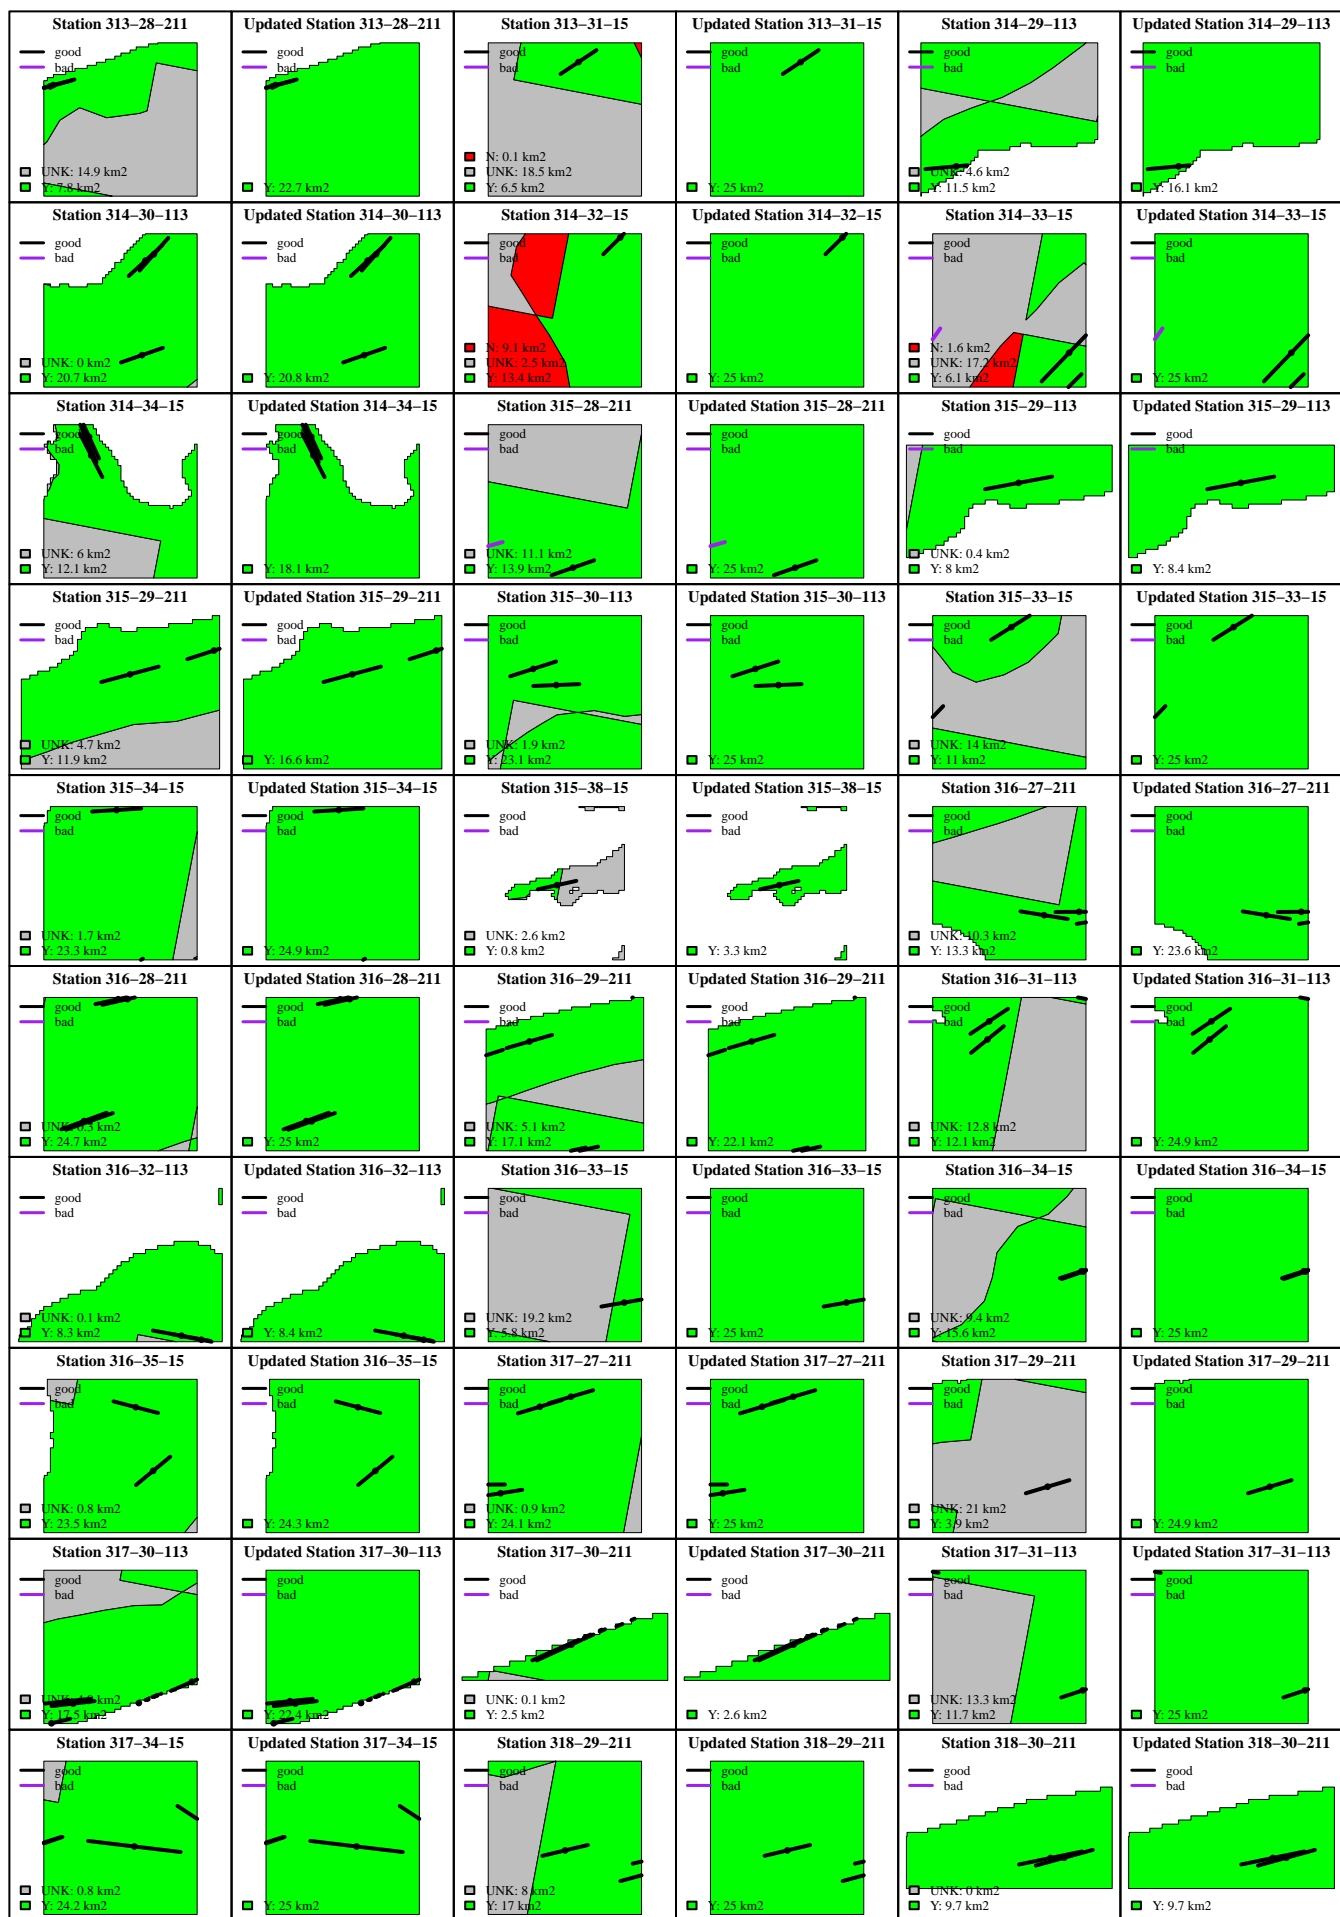 Station 313−28−211
good
bad
UNK: 14.9 km2
Y: 7.8 km2
Updated Station 313−28−211
good
bad
Y: 22.7 km2
Station 313−31−15
good
bad
N: 0.1 km2
UNK: 18.5 km2
Y: 6.5 km2
Updated Station 313−31−15
good
bad
Y: 25 km2
Station 314−29−113
good
bad
UNK: 4.6 km2
Y: 11.5 km2
Updated Station 314−29−113
good
bad
Y: 16.1 km2
Station 314−30−113
good
bad
UNK: 0 km2
Y: 20.7 km2
Updated Station 314−30−113
good
bad
Y: 20.8 km2
Station 314−32−15
good
bad
N: 9.1 km2
UNK: 2.5 km2
Y: 13.4 km2
Updated Station 314−32−15
good
bad
Y: 25 km2
Station 314−33−15
good
bad
N: 1.6 km2
UNK: 17.2 km2
Y: 6.1 km2
Updated Station 314−33−15
good
bad
Y: 25 km2
Station 314−34−15
good
bad
UNK: 6 km2
Y: 12.1 km2
Updated Station 314−34−15
good
bad
Y: 18.1 km2
Station 315−28−211
good
bad
UNK: 11.1 km2
Y: 13.9 km2
Updated Station 315−28−211
good
bad
Y: 25 km2
Station 315−29−113
good
bad
UNK: 0.4 km2
Y: 8 km2
Updated Station 315−29−113
good
bad
Y: 8.4 km2
Station 315−29−211
good
bad
UNK: 4.7 km2
Y: 11.9 km2
Updated Station 315−29−211
good
bad
Y: 16.6 km2
Station 315−30−113
good
bad
UNK: 1.9 km2
Y: 23.1 km2
Updated Station 315−30−113
good
bad
Y: 25 km2
Station 315−33−15
good
bad
UNK: 14 km2
Y: 11 km2
Updated Station 315−33−15
good
bad
Y: 25 km2
Station 315−34−15
good
bad
UNK: 1.7 km2
Y: 23.3 km2
Updated Station 315−34−15
good
bad
Y: 24.9 km2
Station 315−38−15
good
bad
UNK: 2.6 km2
Y: 0.8 km2
Updated Station 315−38−15
good
bad
Y: 3.3 km2
Station 316−27−211
good
bad
UNK: 10.3 km2
Y: 13.3 km2
Updated Station 316−27−211
good
bad
Y: 23.6 km2
Station 316−28−211
good
bad
UNK: 0.3 km2
Y: 24.7 km2
Updated Station 316−28−211
good
bad
Y: 25 km2
Station 316−29−211
good
bad
UNK: 5.1 km2
Y: 17.1 km2
Updated Station 316−29−211
good
bad
Y: 22.1 km2
Station 316−31−113
good
bad
UNK: 12.8 km2
Y: 12.1 km2
Updated Station 316−31−113
good
bad
Y: 24.9 km2
Station 316−32−113
good
bad
UNK: 0.1 km2
Y: 8.3 km2
Updated Station 316−32−113
good
bad
Y: 8.4 km2
Station 316−33−15
good
bad
UNK: 19.2 km2
Y: 5.8 km2
Updated Station 316−33−15
good
bad
Y: 25 km2
Station 316−34−15
good
bad
UNK: 9.4 km2
Y: 15.6 km2
Updated Station 316−34−15
good
bad
Y: 25 km2
Station 316−35−15
good
bad
UNK: 0.8 km2
Y: 23.5 km2
Updated Station 316−35−15
good
bad
Y: 24.3 km2
Station 317−27−211
good
bad
UNK: 0.9 km2
Y: 24.1 km2
Updated Station 317−27−211
good
bad
Y: 25 km2
Station 317−29−211
good
bad
UNK: 21 km2
Y: 3.9 km2
Updated Station 317−29−211
good
bad
Y: 24.9 km2
Station 317−30−113
good
bad
km2
Y: 17.5 km2
Updated Station 317−30−113
good
bad
Y: 22.4 km2
Station 317−30−211
good
bad
UNK: 0.1 km2
Y: 2.5 km2
Updated Station 317−30−211
good
bad
Y: 2.6 km2
Station 317−31−113
good
bad
UNK: 13.3 km2
Y: 11.7 km2
Updated Station 317−31−113
good
bad
Y: 25 km2
Station 317−34−15
good
bad
UNK: 0.8 km2
Y: 24.2 km2
Updated Station 317−34−15
good
bad
Y: 25 km2
Station 318−29−211
good
bad
UNK: 8 km2
Y: 17 km2
Updated Station 318−29−211
good
bad
Y: 25 km2
Station 318−30−211
good
bad
UNK: 0 km2
Y: 9.7 km2
Updated Station 318−30−211
good
bad
Y: 9.7 km2